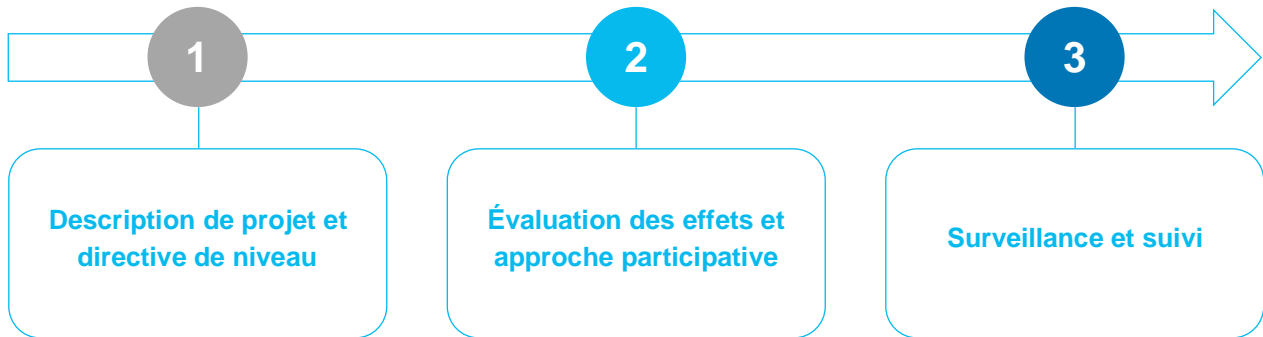 1
2
3
Description de projet et
directive de niveau
Évaluation des effets et
approche participative
Surveillance et suivi